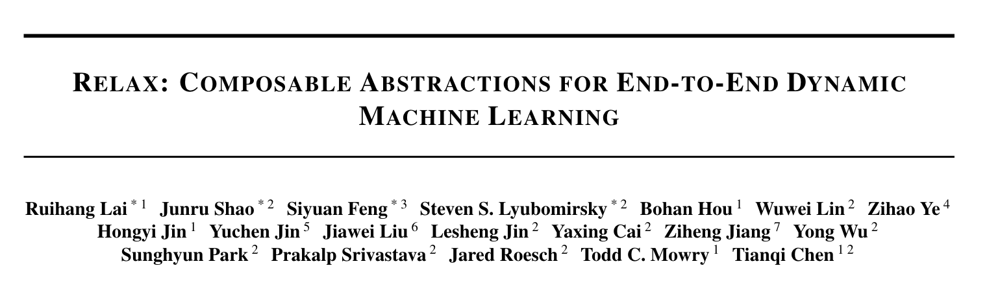 RELAX: COMPOSABLE ABSTRACTIONS FOR END-TO-END DYNAMIC
MACHINE LEARNING
Ruihang Lai * 1 Junru Shao * 2 Siyuan Feng * 3 Steven S. Lyubomirsky * 2 Bohan Hou 1 Wuwei Lin 2 Zihao Ye 4
Hongyi Jin 1 Yuchen Jin 5 Jiawei Liu 6 Lesheng Jin 2 Yaxing Cai 2 Ziheng Jiang 7 Yong Wu 2
Sunghyun Park 2 Prakalp Srivastava 2 Jared Roesch 2 Todd C. Mowry 1 Tianqi Chen 1 2